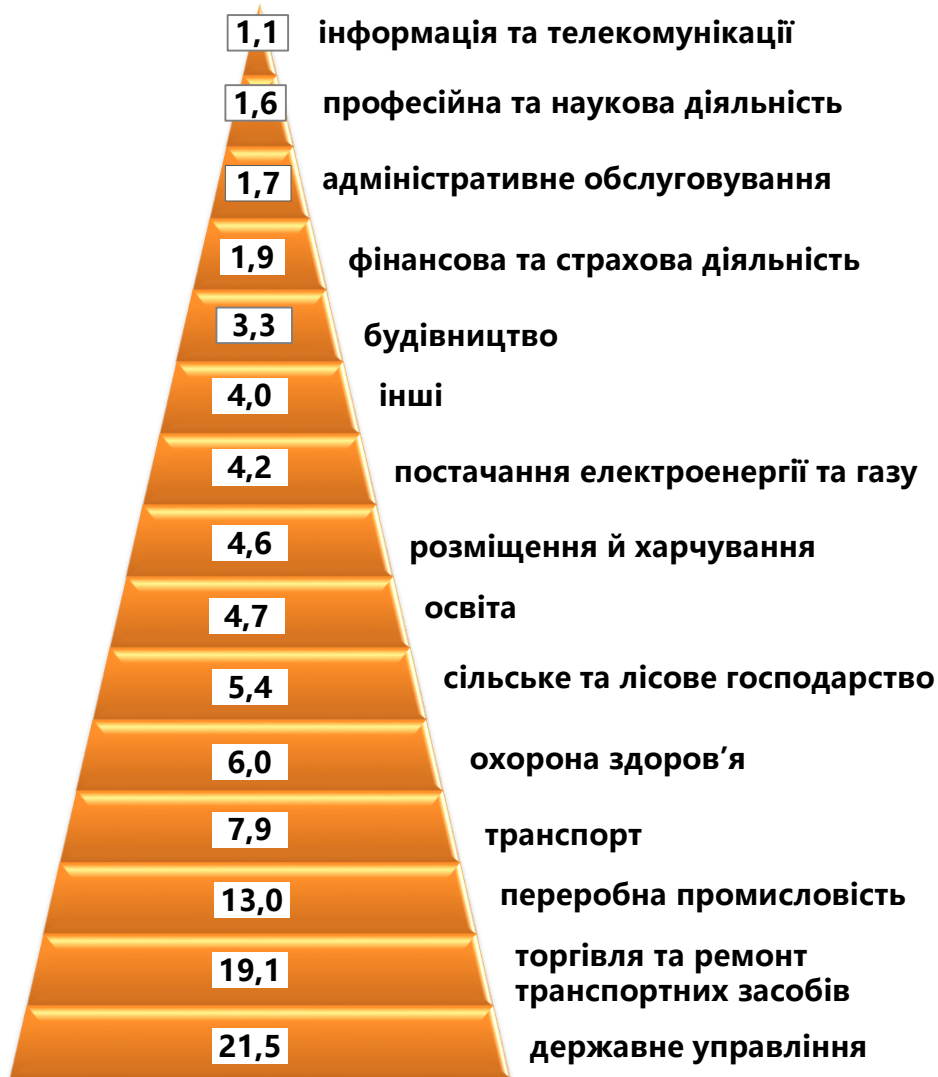 1,1 інформація та телекомунікації
1,6 професійна та наукова діяльність
1,7 адміністративне обслуговування
1,9 фінансова та страхова діяльність
3,3 будівництво
4,0 інші
4,2 постачання електроенергії та газу
4,6 розміщення й харчування
4,7 освіта
5,4 сільське та лісове господарство
6,0 охорона здоров’я
7,9 транспорт
13,0 переробна промисловість
19,1 торгівля та ремонт
транспортних засобів
21,5 державне управління